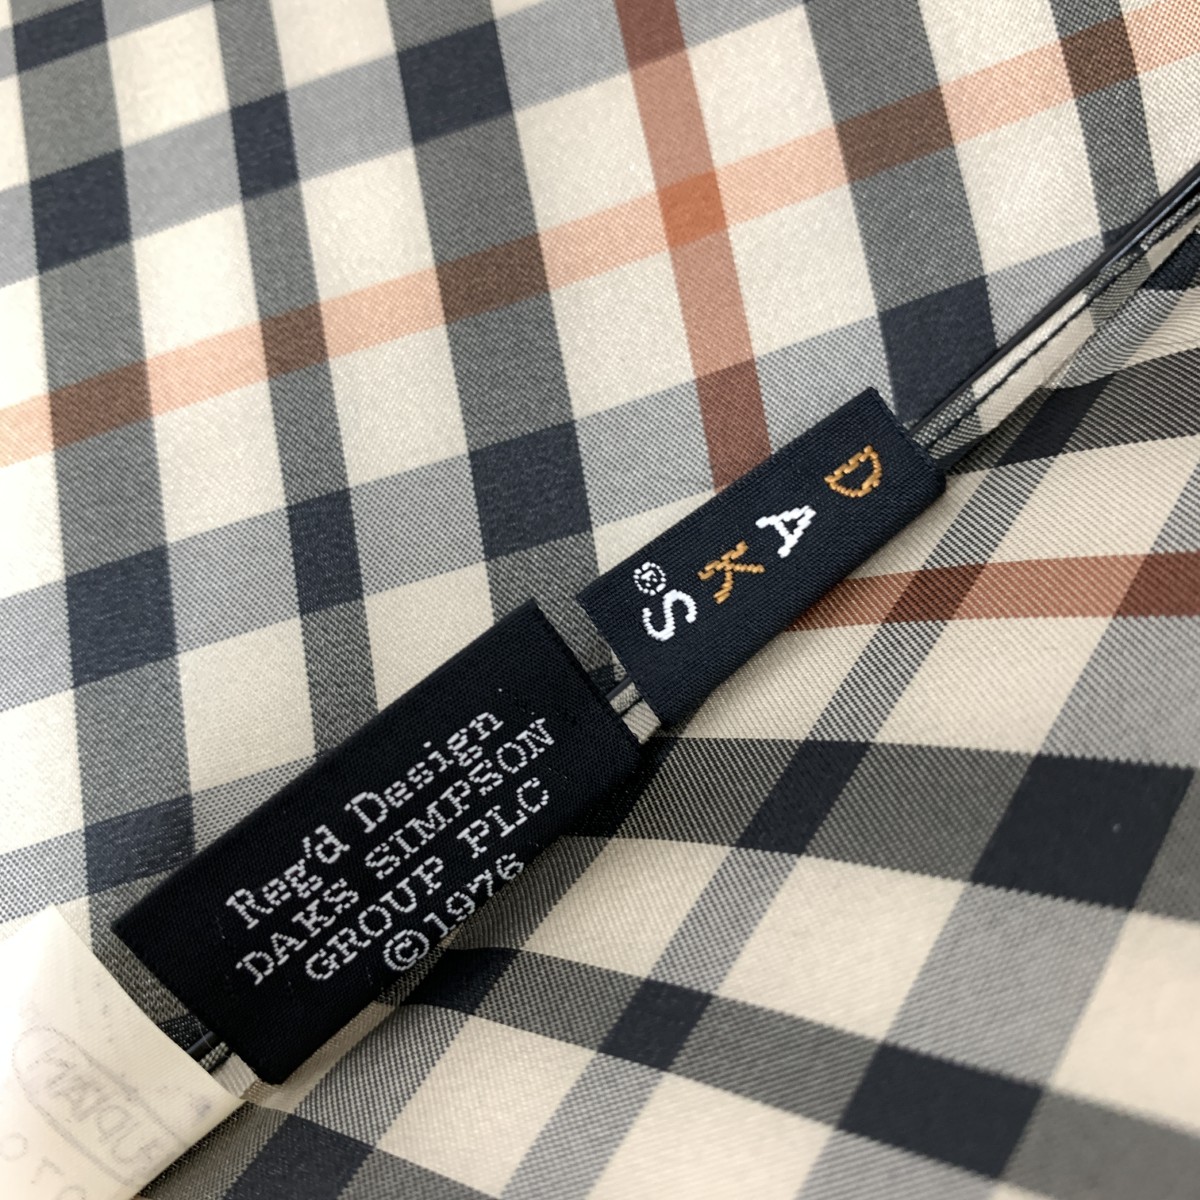 DAKS®
Reg'd Design
DAKS SIMPSON
GROUP PLC
©1976